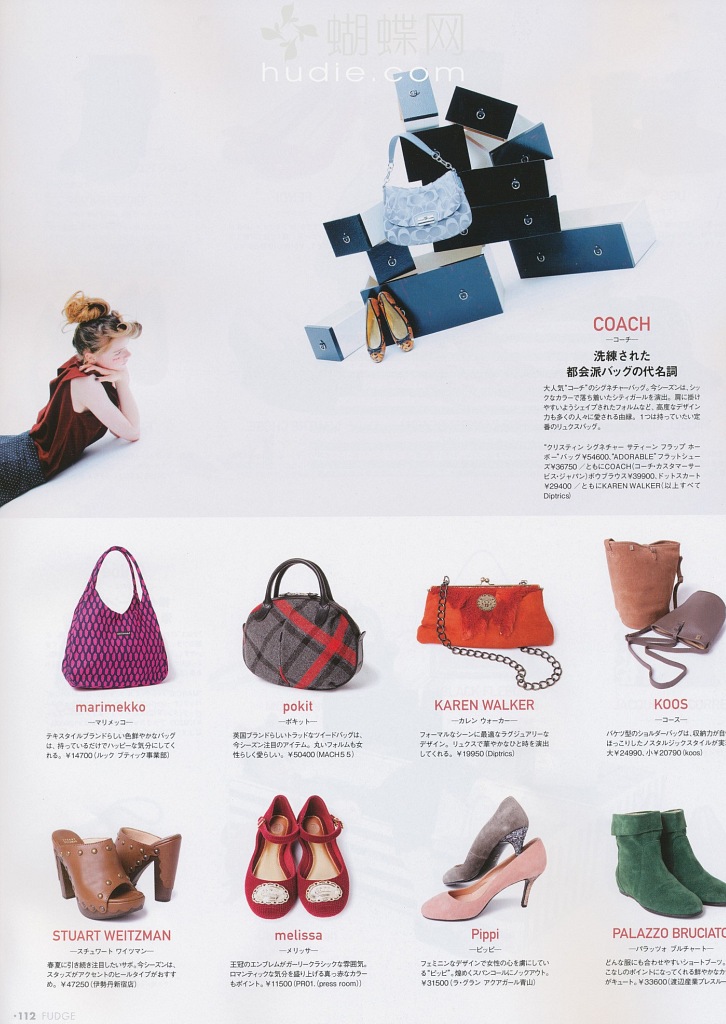 蝴蝶网
hudie.com
COACH
―コーチ―
洗練された
都会派バッグの代名詞
大人気"コーチ"のシグネチャーバッグ。今シーズンは、シッ
クなカラーで落ち着いたシティガールを演出。肩に掛け
やすいようシェイプされたフォルムなど、高度なデザイン
力も多くの人々に愛される由縁。1つは持っていたい定
番のリュクスバッグ。
"クリスティン シグネチャー サティーン フラップ ホー
ボー"バッグ¥54600、"ADORABLE"フラットシュー
ズ¥36750／ともにCOACH(コーチ・カスタマーサー
ビス・ジャパン)ボウブラウス¥39900、ドットスカート
¥29400／ともにKAREN WALKER(以上すべて
Diptrics)
marimekko
―マリメッコ―
テキスタイルブランドらしい色鮮やかなバッグ
は、持っているだけでハッピーな気分にしてく
れる。¥14700(ルック ブティック事業部)
pokit
―ポキット―
英国ブランドらしいトラッドなツイードバッグは、
今シーズン注目のアイテム。丸いフォルムも女
性らしく愛らしい。¥50400(MACH55)
KAREN WALKER
―カレン ウォーカー―
フォーマルなシーンに最適なラグジュアリーな
デザイン。リュクスで華やかなひと時を演出
してくれる。¥19950(Diptrics)
KOOS
―コース―
バケツ型のショルダーバッグは、収納力が自
ほっこりしたノスタルジックスタイルが実
大¥24990、小¥20790(koos)
STUART WEITZMAN
―スチュワート ワイツマン―
春夏に引き続き注目したいサボ。今シーズンは、
スタッズがアクセントのヒールタイプがおすす
め。¥47250(伊勢丹新宿店)
melissa
―メリッサ―
王冠のエンブレムがガーリークラシックな雰囲気。
ロマンティックな気分を盛り上げる真っ赤なカラー
もポイント。¥11500(PR01.(press room))
Pippi
―ピッピ―
フェミニンなデザインで女性の心を虜にしてい
る"ピッピ"。煌めくスパンコールにノックアウト。
¥31500(ラ・グラン アクアガール青山)
PALAZZO BRUCIATO
―パラッツォ ブルチャート―
どんな服にも合わせやすいショートブーツ。
こなしのポイントになってくれる鮮やかなカ
がキュート。¥33600(渡辺産業プレスルー
112 FUDGE